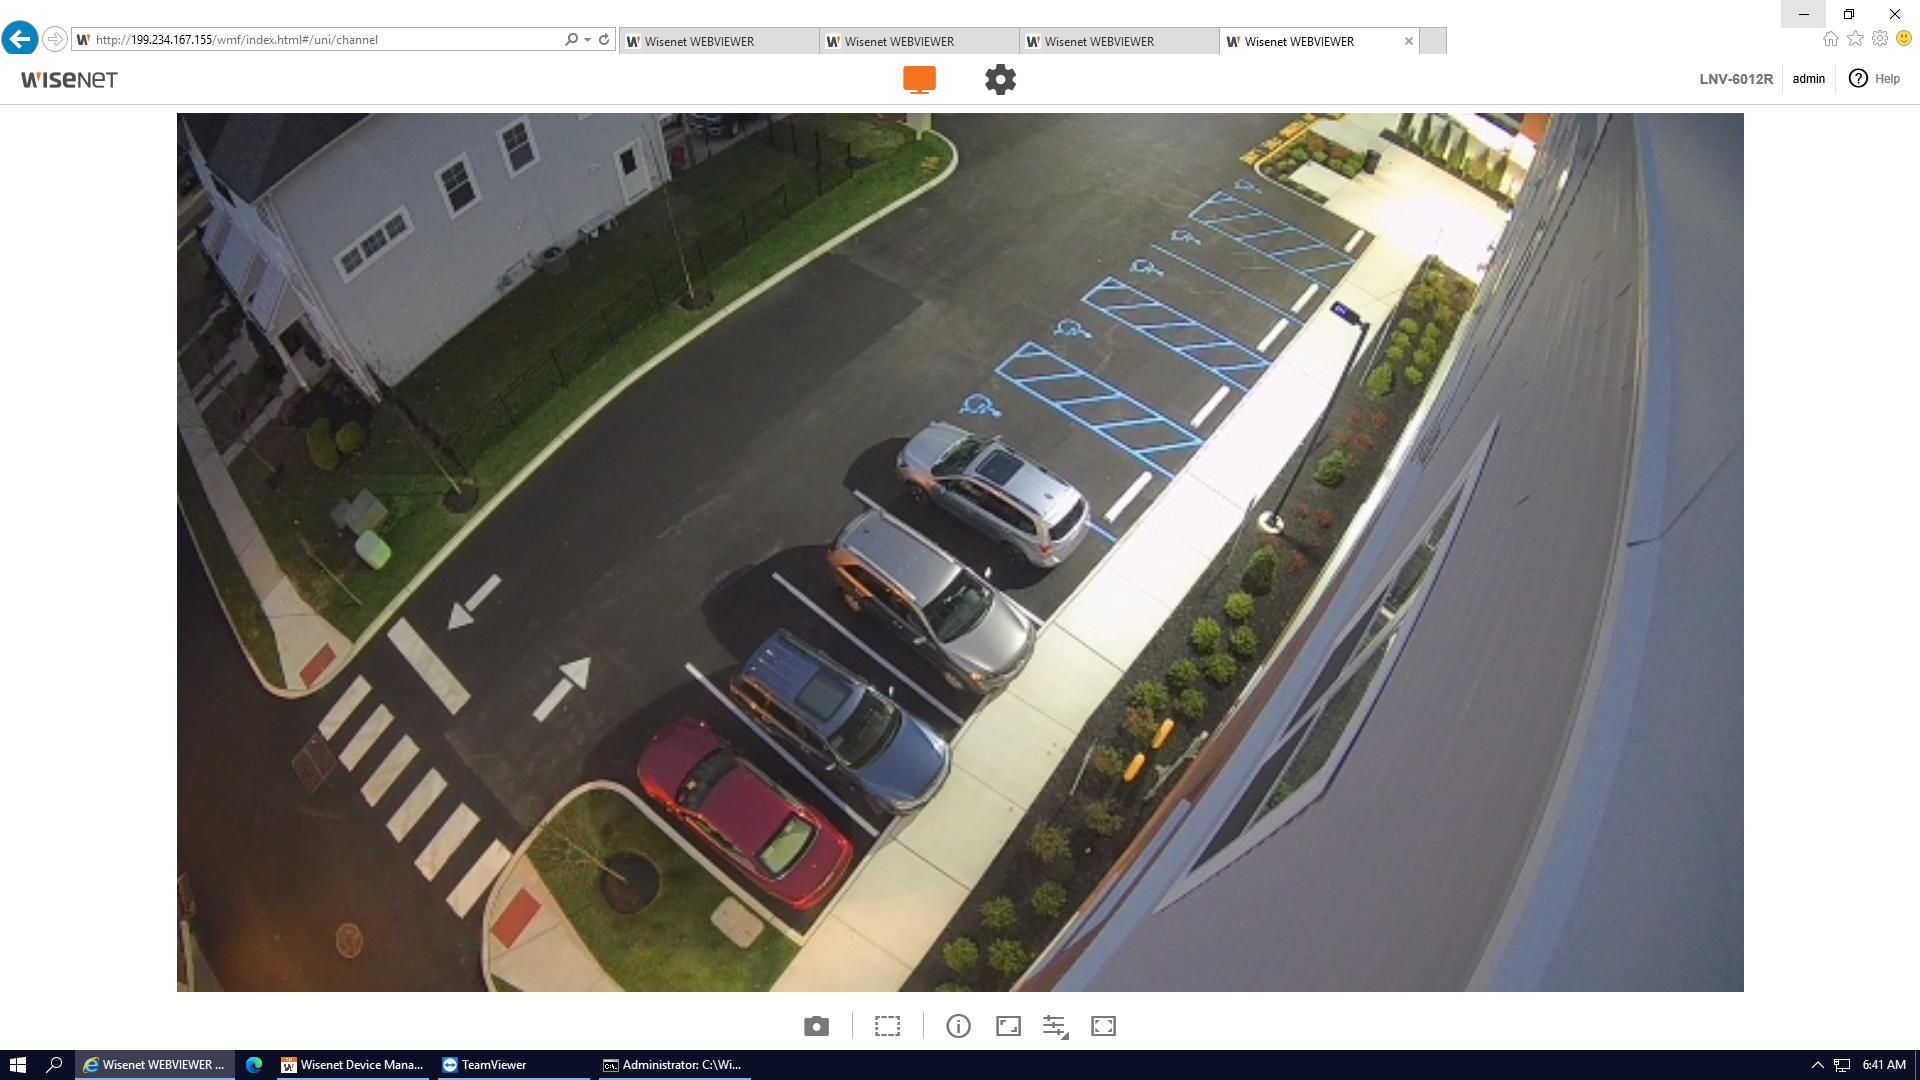 http://199.234.167.155/wmf/index.html#/uni/channel
Wisenet WEBVIEWER
Wisenet WEBVIEWER
Wisenet WEBVIEWER
Wisenet WEBVIEWER
WISENET
LNV-6012R
admin
Help
Wisenet WEBVIEWER ...
Wisenet Device Mana...
TeamViewer
Administrator: C:\Wi...
6:41 AM